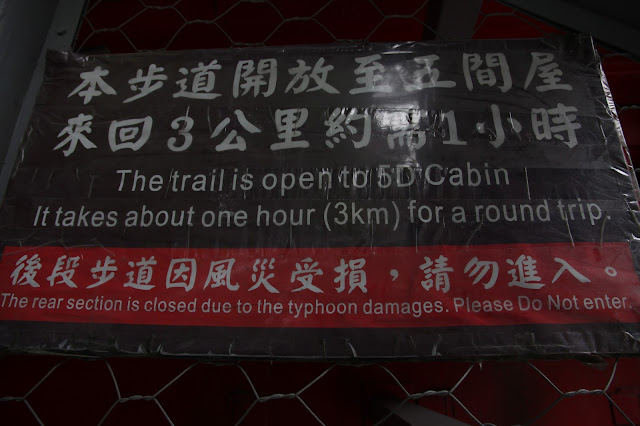 本步道開放至五間屋
來回3公里約需1小時
The trail is open to 5D Cabin
It takes about one hour (3km) for a round trip.
後段步道因風災受損，請勿進入。
The rear section is closed due to the typhoon damages. Please Do Not enter.